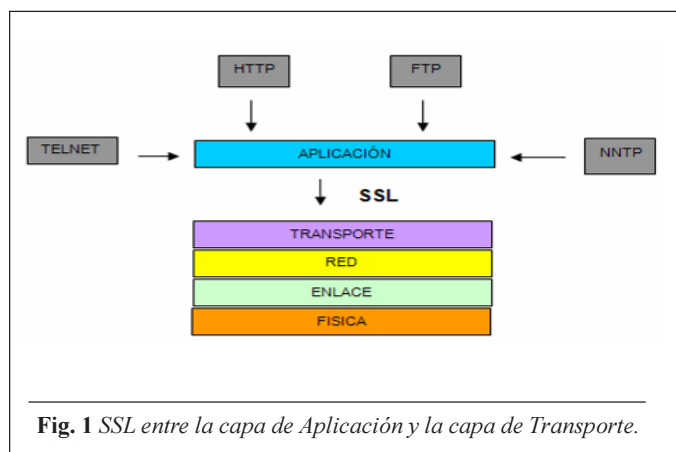 HTTP
FTP
TELNET
APLICACIÓN
NNTP
SSL
TRANSPORTE
RED
ENLACE
FISICA
Fig. 1 SSL entre la capa de Aplicación y la capa de Transporte.